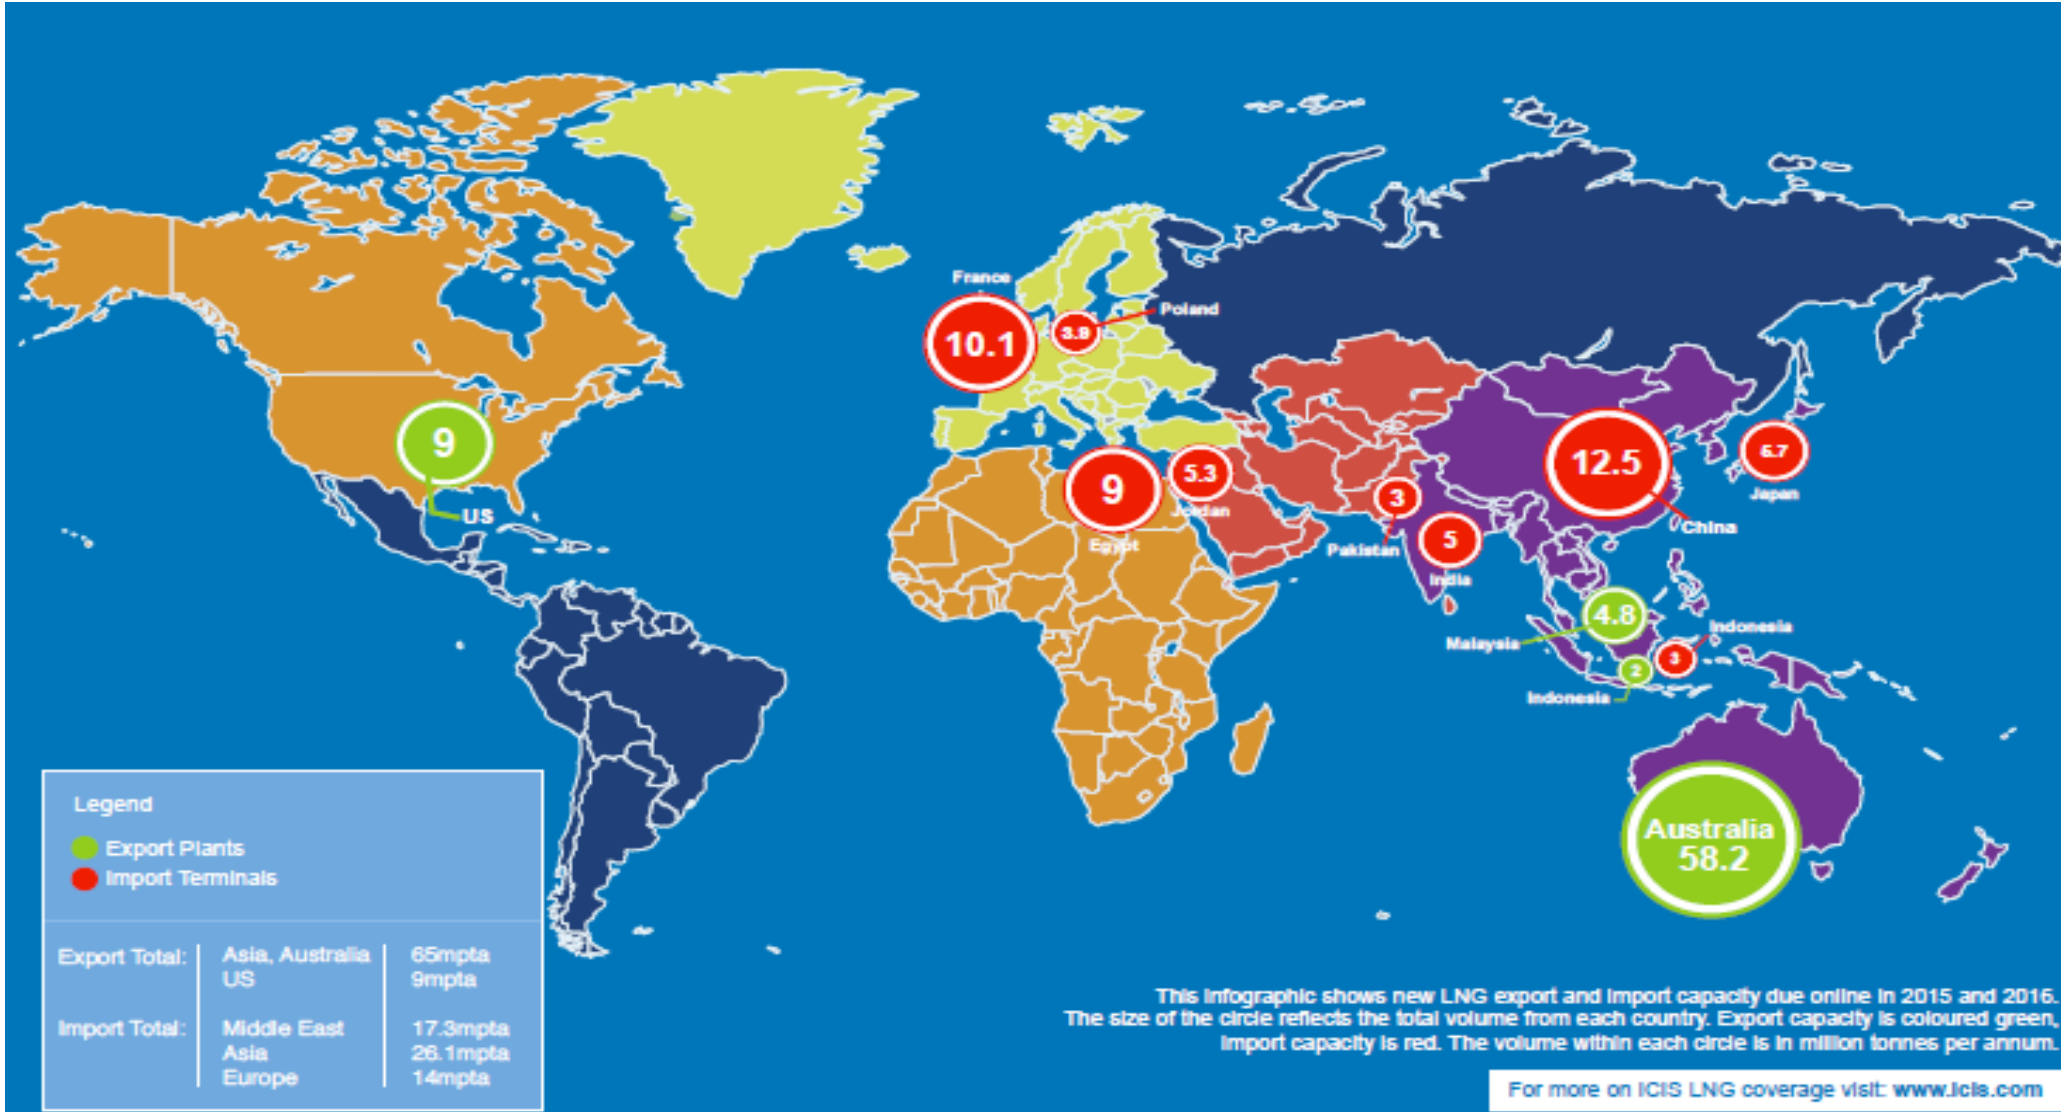 France
10.1
3.9
Poland
9
US
9
Egypt
5.3
Jordan
3
Pakistan
5
India
12.5
China
Japan
4.8
Malaysia
Indonesia
3
2
Indonesia
Australia
58.2
Legend
Export Plants
Import Terminals
Export Total: Asia, Australia 65mpta
US 9mpta
Import Total: Middle East 17.3mpta
Asia 26.1mpta
Europe 14mpta
This infographic shows new LNG export and import capacity due online in 2015 and 2016.
The size of the circle reflects the total volume from each country. Export capacity is coloured green,
import capacity is red. The volume within each circle is in million tonnes per annum.
For more on ICIS LNG coverage visit: www.icis.com